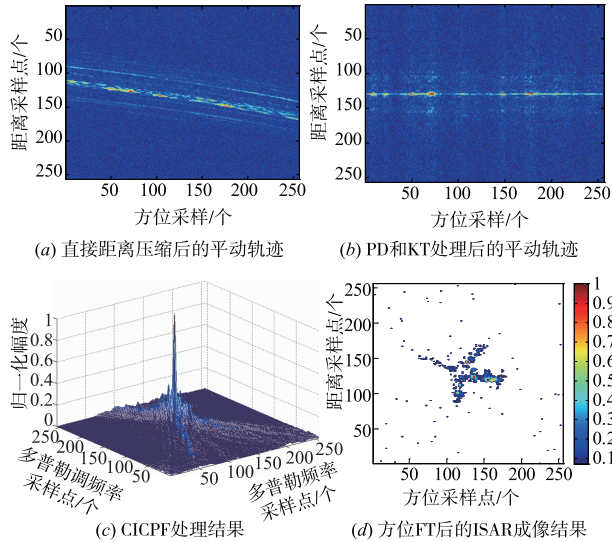 50
100
150
200
250
距离采样点/个
50 100 150 200 250
方位采样/个
(a) 直接距离压缩后的平动轨迹
50
100
150
200
250
距离采样点/个
50 100 150 200 250
方位采样/个
(b) PD和KT处理后的平动轨迹
1
0.8
0.6
0.4
0.2
0
归一化幅度
250 200 150 100 50
多普勒调频率
采样点/个
50 100 150 200 250
多普勒频率
采样点/个
(c) CICPF处理结果
250
200
150
100
50
距离采样点/个
50 100 150 200 250
方位采样点/个
1
0.9
0.8
0.7
0.6
0.5
0.4
0.3
0.2
0.1
(d) 方位FT后的ISAR成像结果